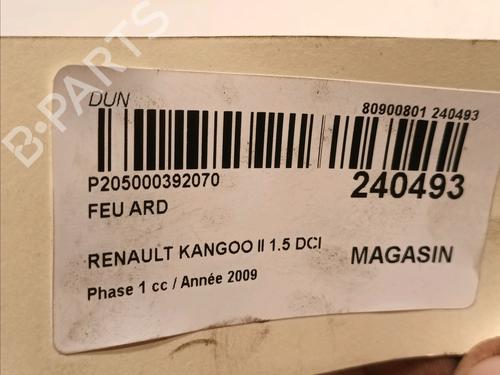 B-PARTS
DUN
80900801 240493
P205000392070
240493
FEU ARD
RENAULT KANGOO II 1.5 DCI
MAGASIN
Phase 1 cc / Année 2009